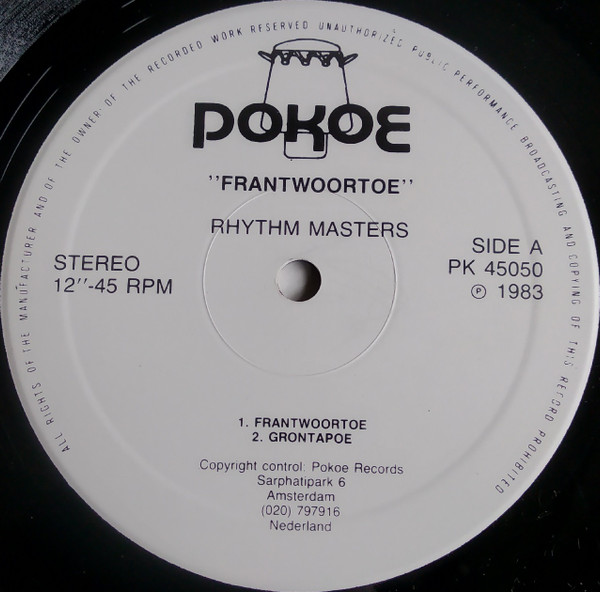 ALL RIGHTS OF THE MANUFACTURER AND OF THE OWNER OF THE RECORDED WORK RESERVED UNAUTHORIZED PUBLIC PERFORMANCE BROADCASTING AND COPYING OF THIS RECORD PROHIBITED
POKOE
"FRANTWOORTOE"
RHYTHM MASTERS
STEREO
12"-45 RPM
SIDE A
PK 45050
℗ 1983
1. FRANTWOORTOE
2. GRONTAPOE
Copyright control: Pokoe Records
Sarphatipark 6
Amsterdam
(020) 797916
Nederland